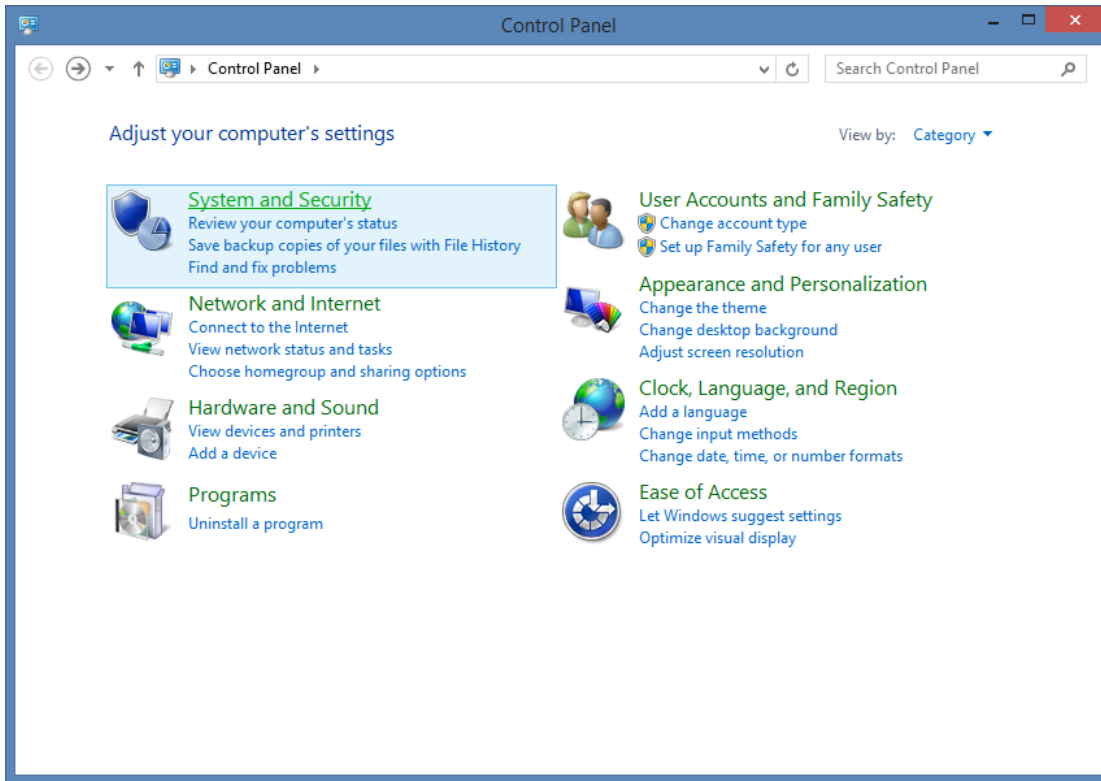 Control Panel
Control Panel
Search Control Panel
Adjust your computer's settings
View by: Category
System and Security
Review your computer's status
Save backup copies of your files with File History
Find and fix problems
Network and Internet
Connect to the Internet
View network status and tasks
Choose homegroup and sharing options
Hardware and Sound
View devices and printers
Add a device
Programs
Uninstall a program
User Accounts and Family Safety
Change account type
Set up Family Safety for any user
Appearance and Personalization
Change the theme
Change desktop background
Adjust screen resolution
Clock, Language, and Region
Add a language
Change input methods
Change date, time, or number formats
Ease of Access
Let Windows suggest settings
Optimize visual display